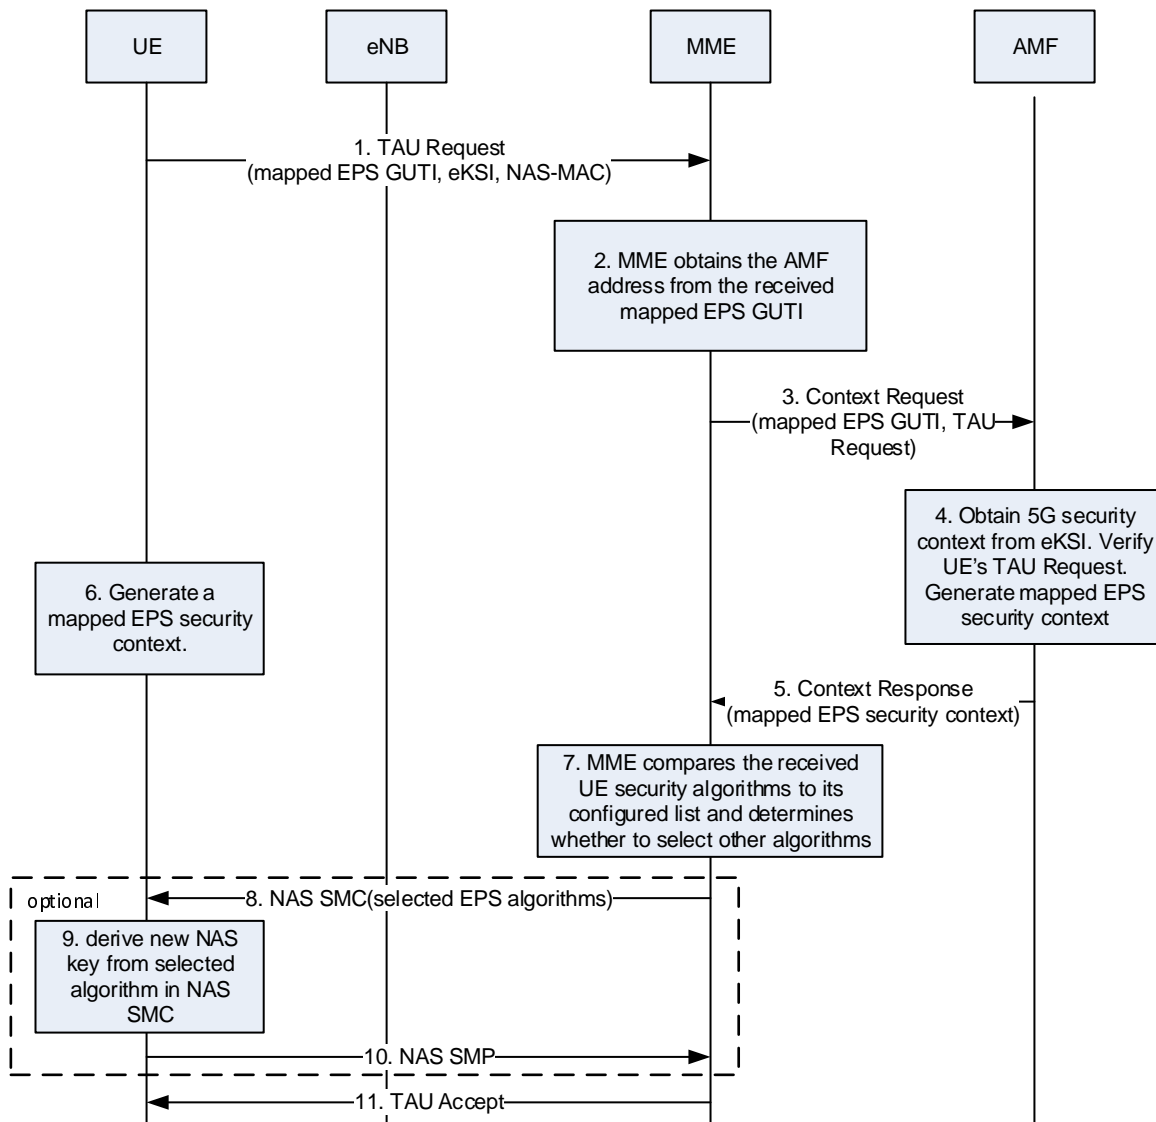 UE
eNB
MME
AMF
1. TAU Request
(mapped EPS GUTI, eKSI, NAS-MAC)
2. MME obtains the AMF
address from the received
mapped EPS GUTI
3. Context Request
(mapped EPS GUTI, TAU
Request)
4. Obtain 5G security
context from eKSI. Verify
UE's TAU Request.
Generate mapped EPS
security context
6. Generate a
mapped EPS security
context.
5. Context Response
(mapped EPS security context)
7. MME compares the received
UE security algorithms to its
configured list and determines
whether to select other algorithms
optional
8. NAS SMC(selected EPS algorithms)
9. derive new NAS
key from selected
algorithm in NAS
SMC
10. NAS SMP
11. TAU Accept